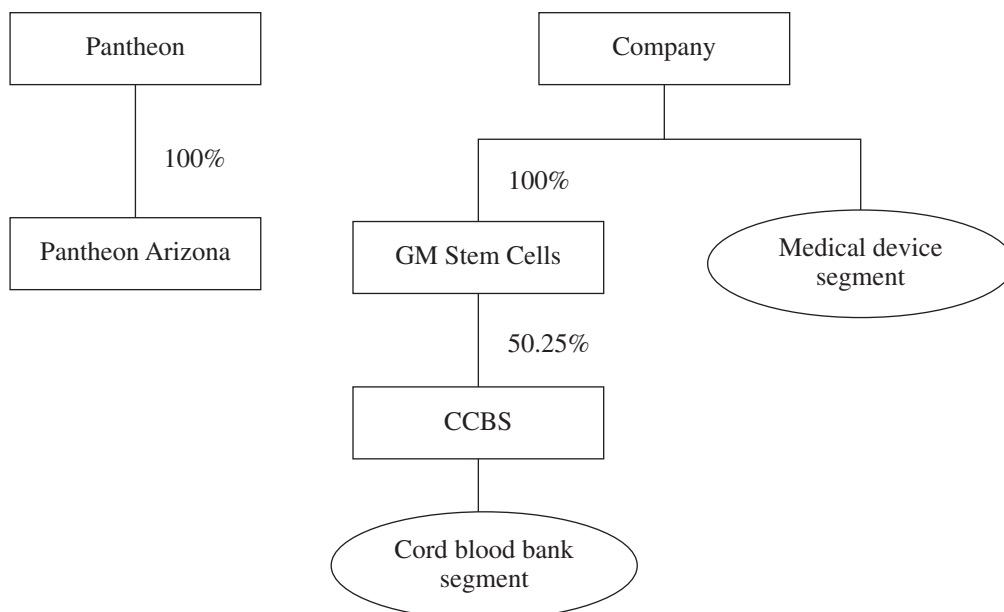 Pantheon
Company
100%
100%
Pantheon Arizona
GM Stem Cells
Medical device
segment
50.25%
CCBS
Cord blood bank
segment